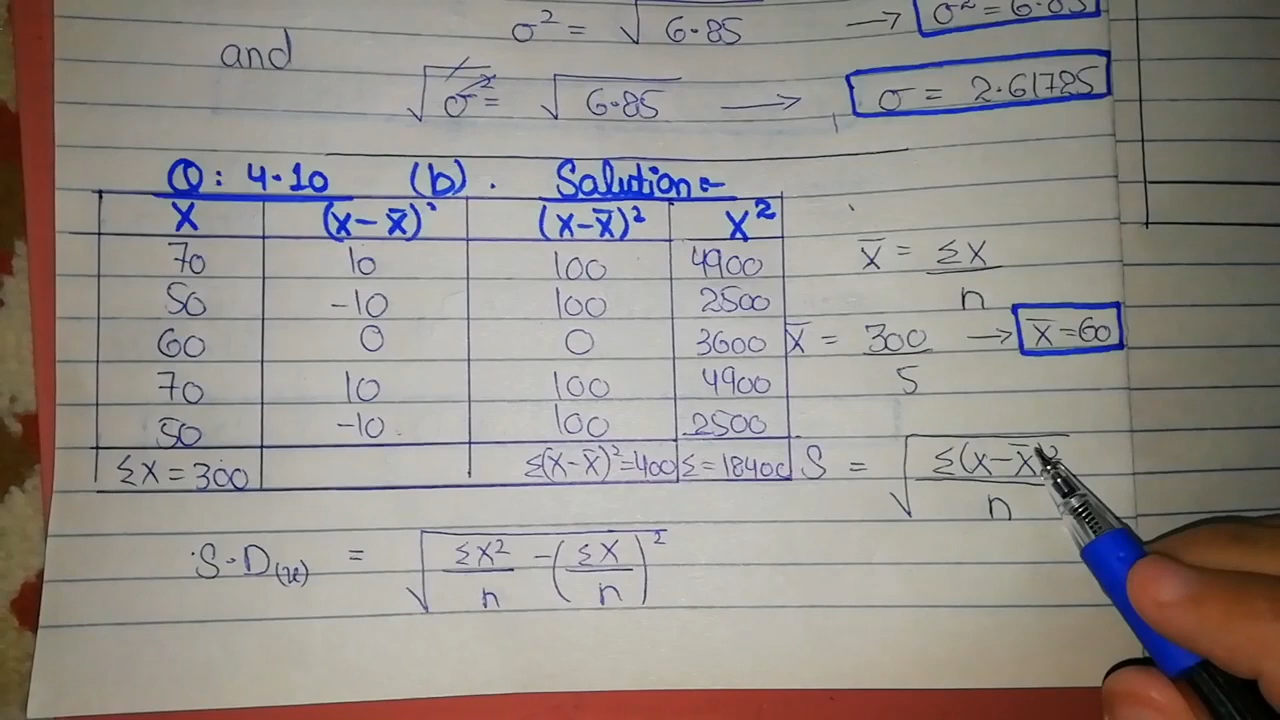 σ² = √6.85 → σ² = 6.85
and
√σ² = √6.85 → σ = 2.61725
Q: 4.10 (b). Solution:-
X (x-x̄)' (x-x̄)² X²
70 10 100 4900
50 -10 100 2500
60 0 0 3600
70 10 100 4900
50 -10 100 2500
ΣX = 300 Σ(x-x̄)²=400 Σ=18400
X̄ = ΣX / n
X̄ = 300 / 5 → X̄=60
S = √(Σ(x-x̄)² / n)
S.D(x) = √(ΣX²/n - (ΣX/n)²)